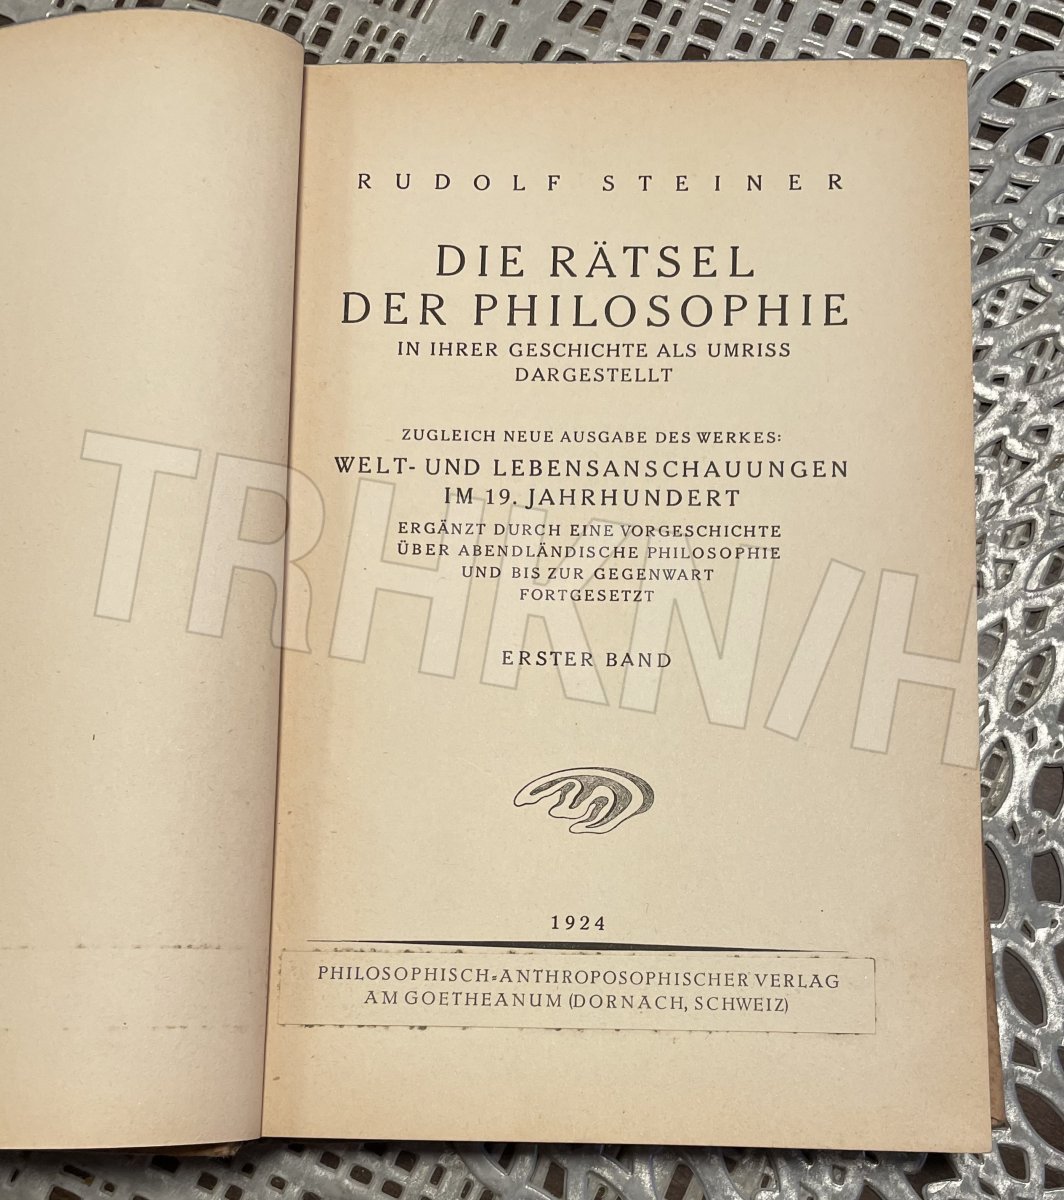 RUDOLF STEINER
DIE RÄTSEL
DER PHILOSOPHIE
IN IHRER GESCHICHTE ALS UMRISS
DARGESTELLT
ZUGLEICH NEUE AUSGABE DES WERKES:
WELT- UND LEBENSANSCHAUUNGEN
IM 19. JAHRHUNDERT
ERGÄNZT DURCH EINE VORGESCHICHTE
ÜBER ABENDLÄNDISCHE PHILOSOPHIE
UND BIS ZUR GEGENWART
FORTGESETZT
TRHKN/H
ERSTER BAND
1924
PHILOSOPHISCH-ANTHROPOSOPHISCHER VERLAG
AM GOETHEANUM (DORNACH, SCHWEIZ)